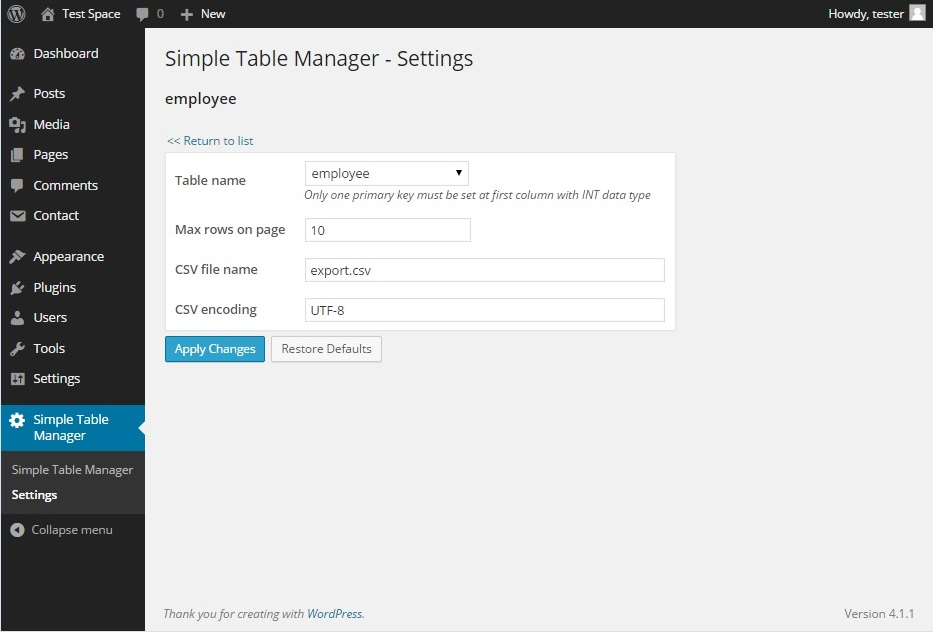 Test Space 0 New Howdy, tester
Dashboard
Posts
Media
Pages
Comments
Contact
Appearance
Plugins
Users
Tools
Settings
Simple Table
Manager
Simple Table Manager
Settings
Collapse menu
Simple Table Manager - Settings
employee
<< Return to list
Table name employee
Only one primary key must be set at first column with INT data type
Max rows on page 10
CSV file name export.csv
CSV encoding UTF-8
Apply Changes Restore Defaults
Thank you for creating with WordPress. Version 4.1.1